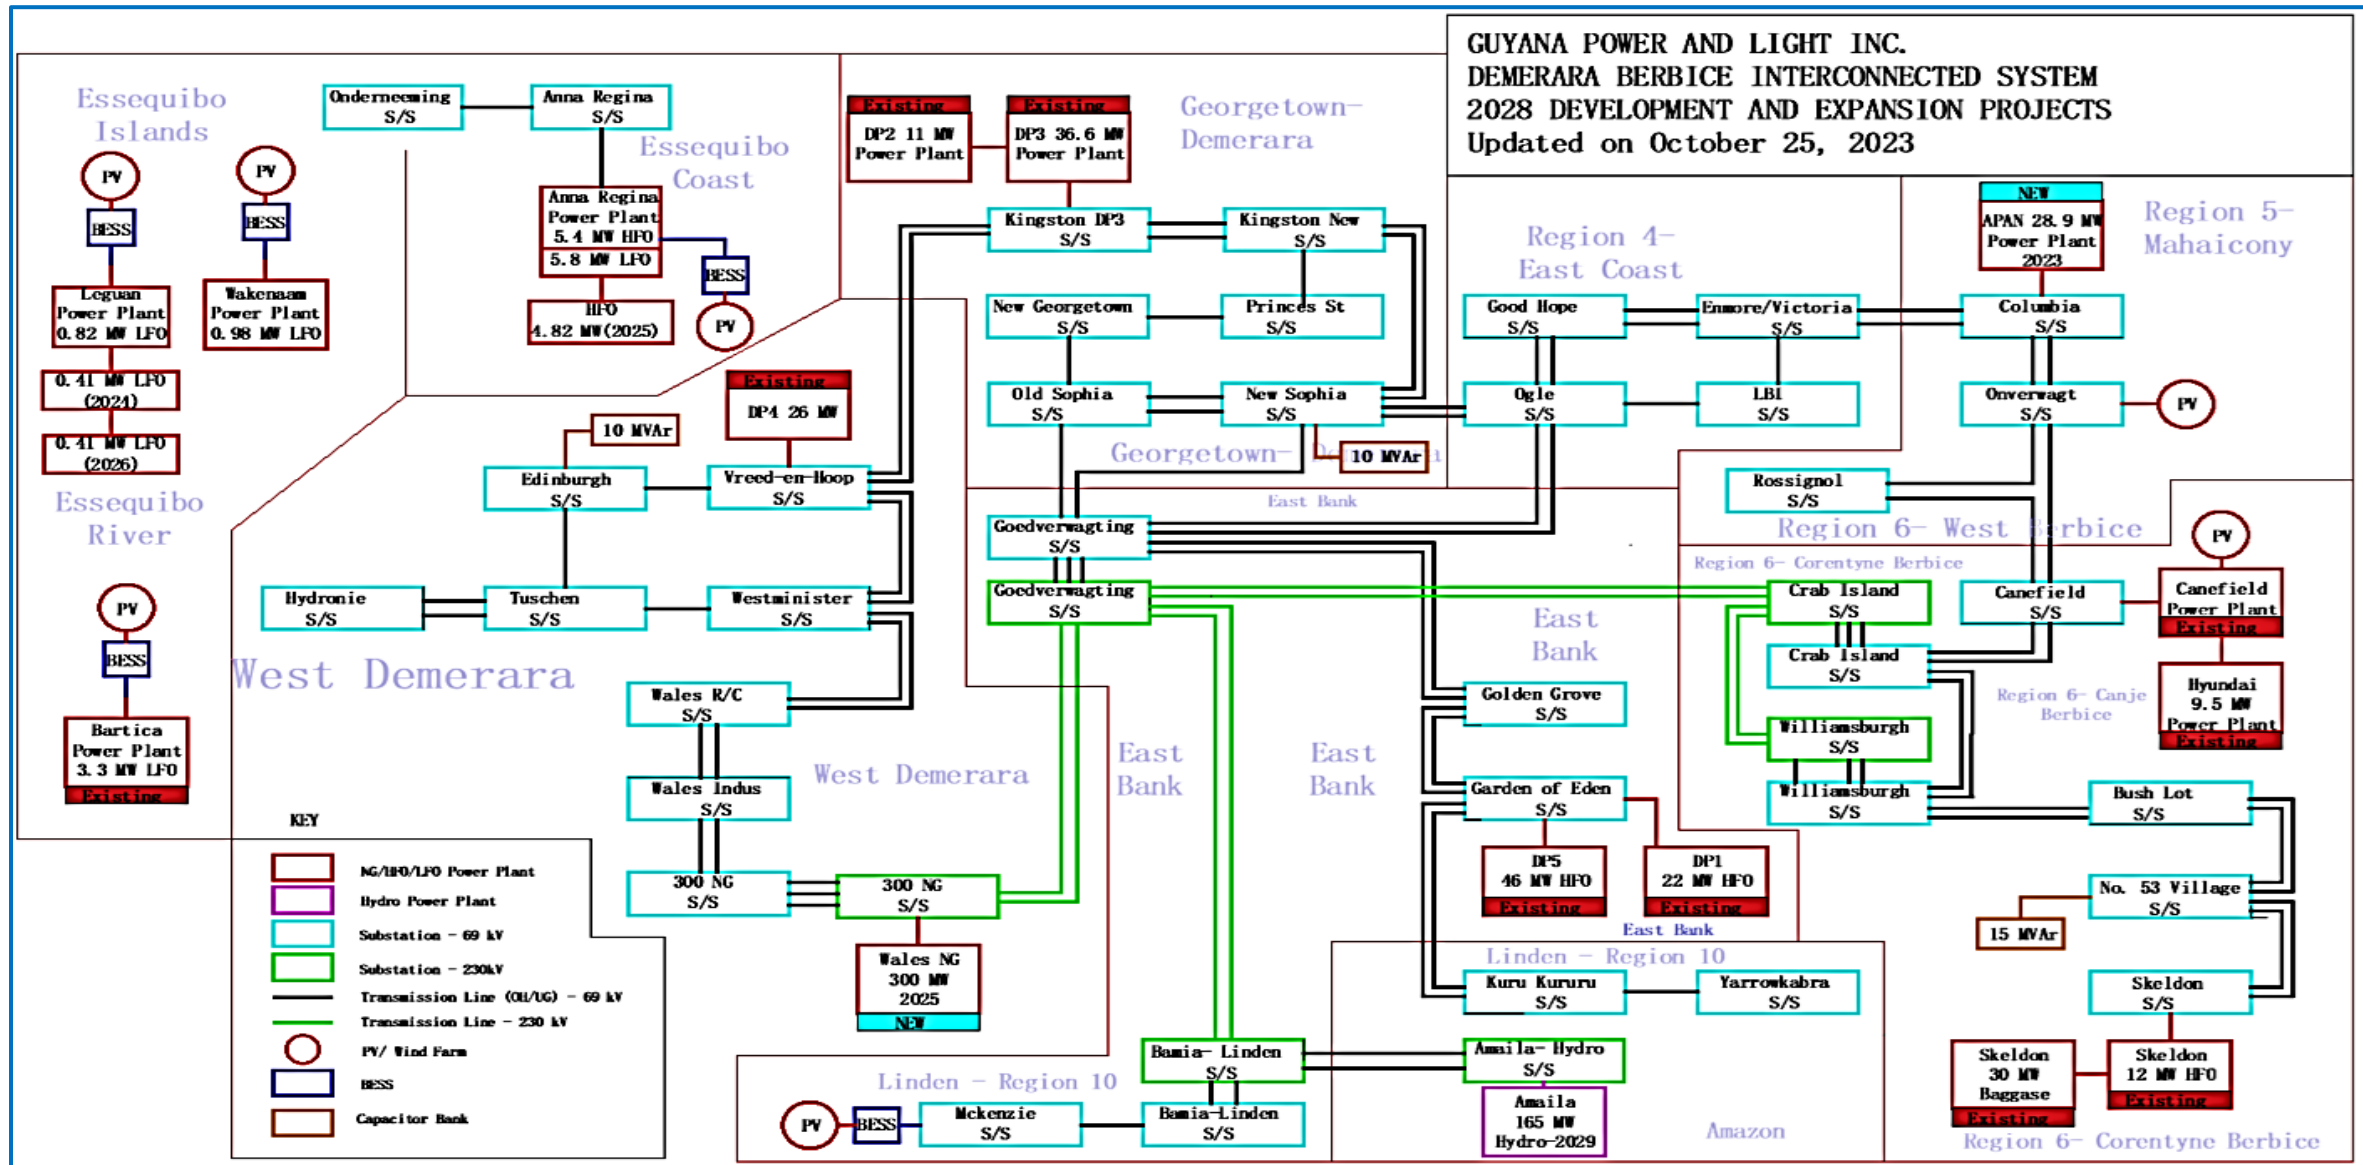 GUYANA POWER AND LIGHT INC.
DEMERARA BERBICE INTERCONNECTED SYSTEM
2028 DEVELOPMENT AND EXPANSION PROJECTS
Updated on October 25, 2023
Essequibo
Islands
PV
BESS
Leguan
Power Plant
0.82 MW LFO
0.41 MW LFO
(2024)
0.41 MW LFO
(2026)
PV
BESS
Wakenaam
Power Plant
0.98 MW LFO
Essequibo
River
PV
BESS
Bartica
Power Plant
3.3 MW LFO
Existing
Onderneeming
S/S
Anna Regina
S/S
Essequibo
Coast
Anna Regina
Power Plant
5.4 MW HFO
5.8 MW LFO
HFO
4.82 MW(2025)
BESS
PV
Existing
DP2 11 MW
Power Plant
Existing
DP3 36.6 MW
Power Plant
Georgetown-
Demerara
Kingston DP3
S/S
Kingston New
S/S
New Georgetown
S/S
Princes St
S/S
Old Sophia
S/S
New Sophia
S/S
10 MVAr
Georgetown- Demerara
Existing
DP4 26 MW
10 MVAr
Edinburgh
S/S
Vreed-en-Hoop
S/S
Hydronie
S/S
Tuschen
S/S
Westminister
S/S
West Demerara
Wales R/C
S/S
Wales Indus
S/S
West Demerara
300 NG
S/S
300 NG
S/S
Wales NG
300 MW
2025
NEW
East Bank
Goedverwagting
S/S
Goedverwagting
S/S
East
Bank
East
Bank
East
Bank
Region 4-
East Coast
Good Hope
S/S
Enmore/Victoria
S/S
Ogle
S/S
LBI
S/S
NEW
APAN 28.9 MW
Power Plant
2023
Region 5-
Mahaicony
Columbia
S/S
Onverwagt
S/S
PV
Rossignol
S/S
Region 6- West Berbice
Region 6- Corentyne Berbice
Crab Island
S/S
Crab Island
S/S
Canefield
S/S
PV
Canefield
Power Plant
Existing
Hyundai
9.5 MW
Power Plant
Existing
Region 6- Canje
Berbice
Williamsburgh
S/S
Williamsburgh
S/S
Bush Lot
S/S
No. 53 Village
S/S
15 MVAr
Skeldon
S/S
Skeldon
30 MW
Baggase
Existing
Skeldon
12 MW HFO
Existing
Region 6- Corentyne Berbice
Golden Grove
S/S
Garden of Eden
S/S
DP5
46 MW HFO
Existing
DP1
22 MW HFO
Existing
East Bank
Linden - Region 10
Kuru Kururu
S/S
Yarrowkabra
S/S
Bamia- Linden
S/S
Amaila- Hydro
S/S
Amaila
165 MW
Hydro-2029
Amazon
Linden - Region 10
PV
BESS
Mckenzie
S/S
Bamia-Linden
S/S
KEY
NG/HFO/LFO Power Plant
Hydro Power Plant
Substation - 69 kV
Substation - 230kV
Transmission Line (OH/UG) - 69 kV
Transmission Line - 230 kV
PV/ Wind Farm
BESS
Capacitor Bank